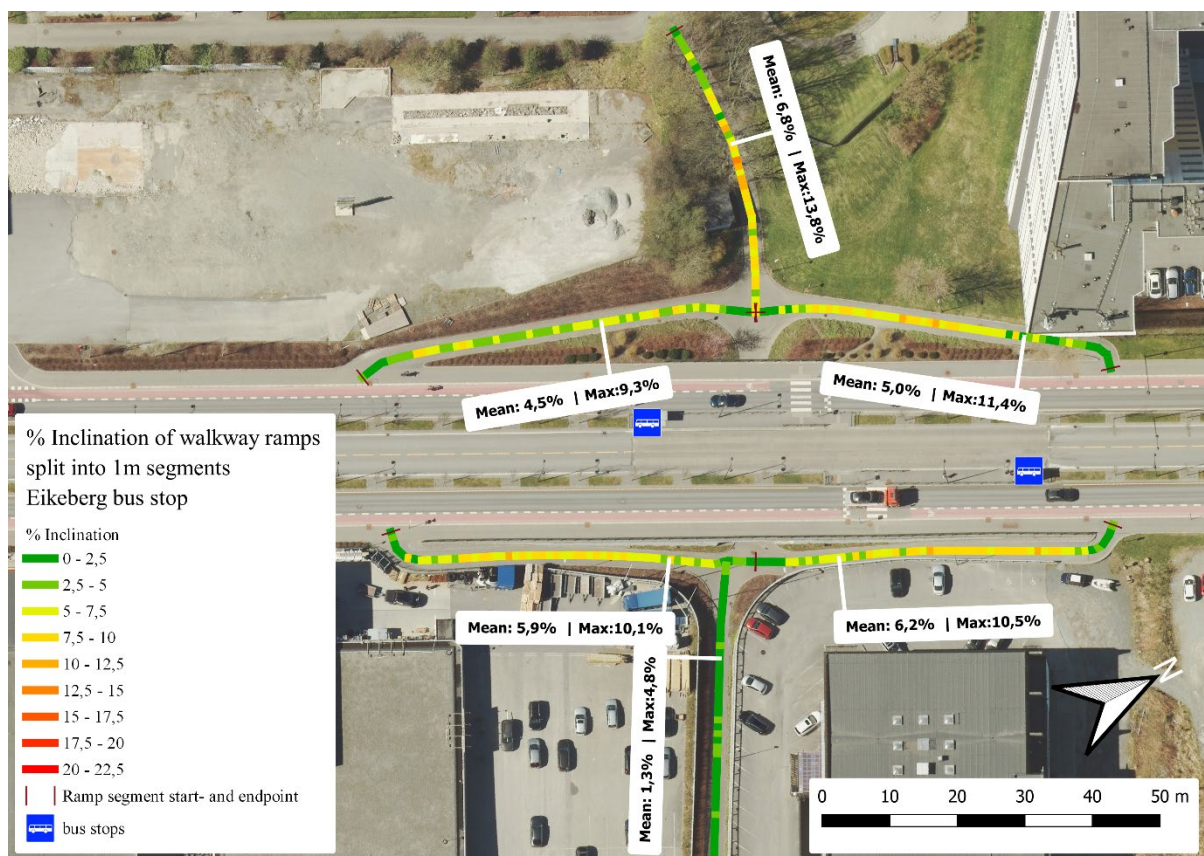 Mean: 6,8% | Max:13,8%
Mean: 4,5% | Max:9,3%
Mean: 5,0% | Max:11,4%
% Inclination of walkway ramps
split into 1m segments
Eikeberg bus stop
% Inclination
0 - 2,5
2,5 - 5
5 - 7,5
7,5 - 10
10 - 12,5
12,5 - 15
15 - 17,5
17,5 - 20
20 - 22,5
Ramp segment start- and endpoint
bus stops
Mean: 5,9% | Max:10,1%
Mean: 6,2% | Max:10,5%
Mean: 1,3% | Max:4,8%
N
0 10 20 30 40 50 m